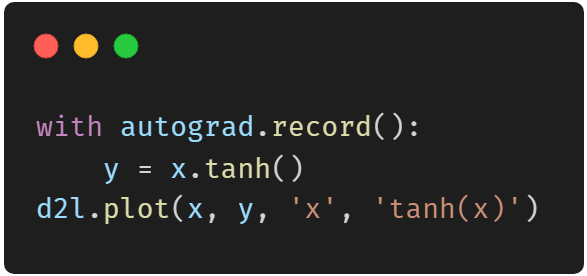 with autograd.record():
    y = x.tanh()
d2l.plot(x, y, 'x', 'tanh(x)')